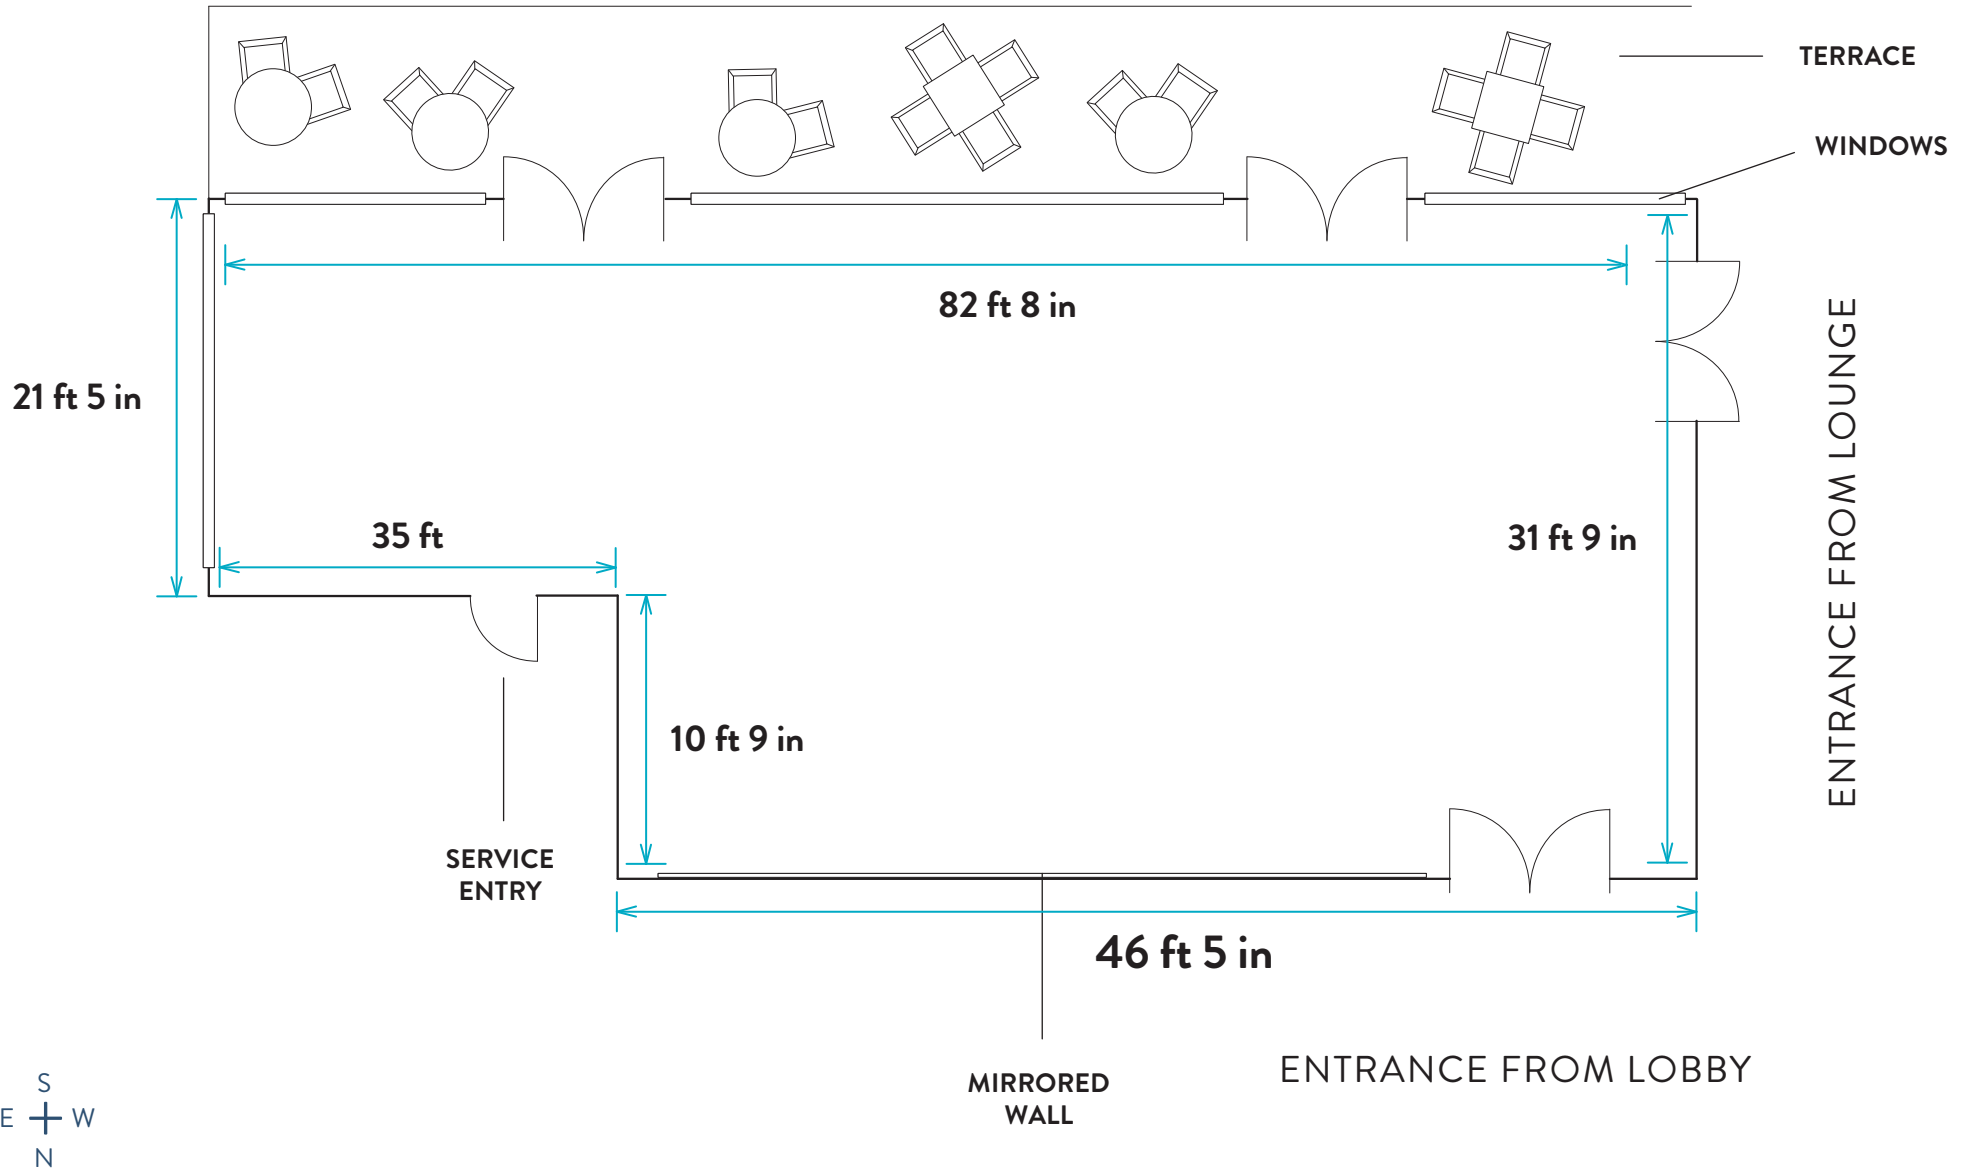 TERRACE
WINDOWS
82 ft 8 in
21 ft 5 in
ENTRANCE FROM LOUNGE
35 ft
31 ft 9 in
10 ft 9 in
SERVICE
ENTRY
46 ft 5 in
MIRRORED
WALL
ENTRANCE FROM LOBBY
S
E W
N